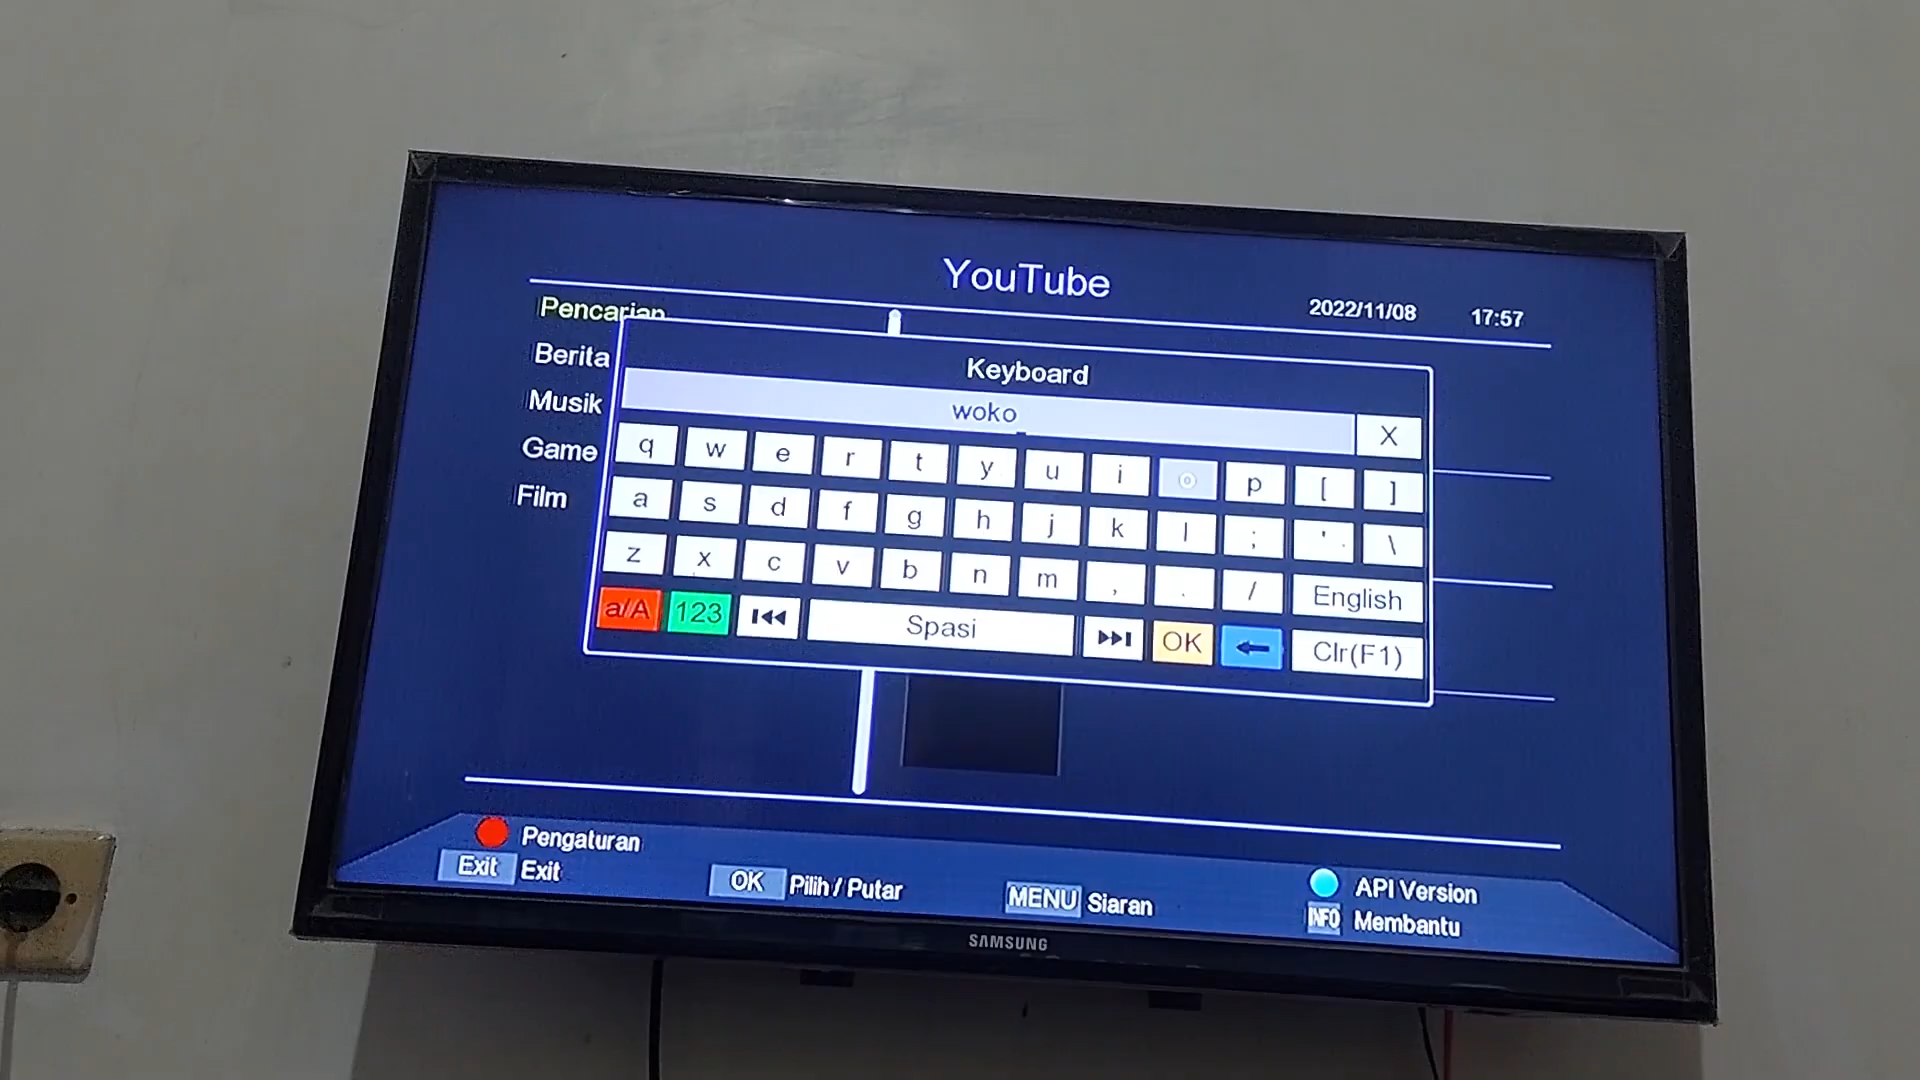 YouTube
2022/11/08 17:57
Pencarian
Berita
Musik
Game
Film
Keyboard
woko
X
q w e r t y u i o p [ ]
a s d f g h j k l ; ' \
z x c v b n m , . / English
a/A 123 Spasi OK Clr(F1)
Pengaturan
Exit Exit
OK Pilih / Putar
MENU Siaran
API Version
INFO Membantu
SAMSUNG